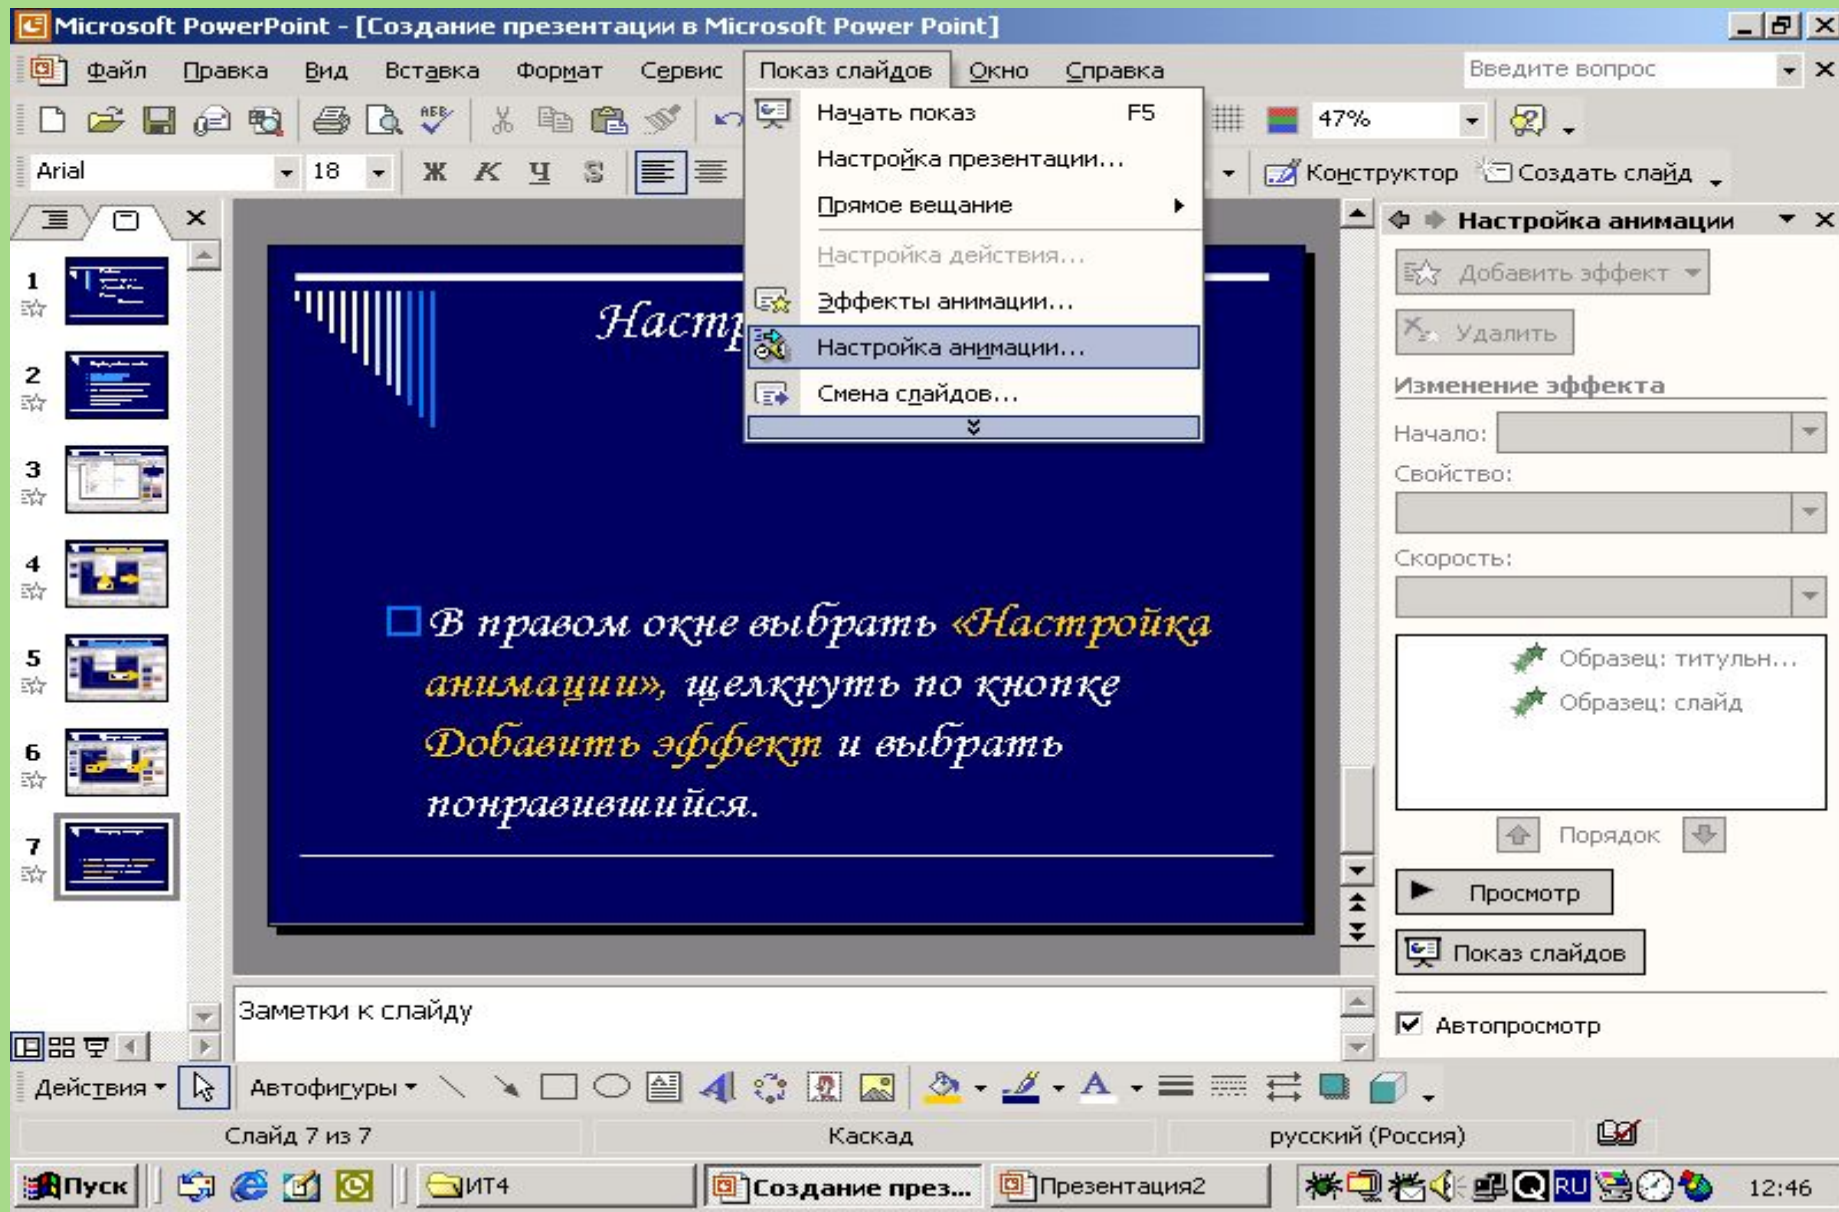 Microsoft PowerPoint - [Создание презентации в Microsoft Power Point]
Файл Правка Вид Вставка Формат Сервис Показ слайдов Окно Справка Введите вопрос
47%
Arial 18 Ж К Ч S Конструктор Создать слайд
Начать показ F5
Настройка презентации...
Прямое вещание
Настройка действия...
Эффекты анимации...
Настройка анимации...
Смена слайдов...
1
2
3
4
5
6
7
Настр
В правом окне выбрать «Настройка
анимации», щелкнуть по кнопке
Добавить эффект и выбрать
понравившийся.
Заметки к слайду
Настройка анимации
Добавить эффект
Удалить
Изменение эффекта
Начало:
Свойство:
Скорость:
Образец: титульн...
Образец: слайд
Порядок
Просмотр
Показ слайдов
Автопросмотр
Действия Автофигуры
Слайд 7 из 7 Каскад русский (Россия)
Пуск ИТ4 Создание през... Презентация2 RU 12:46